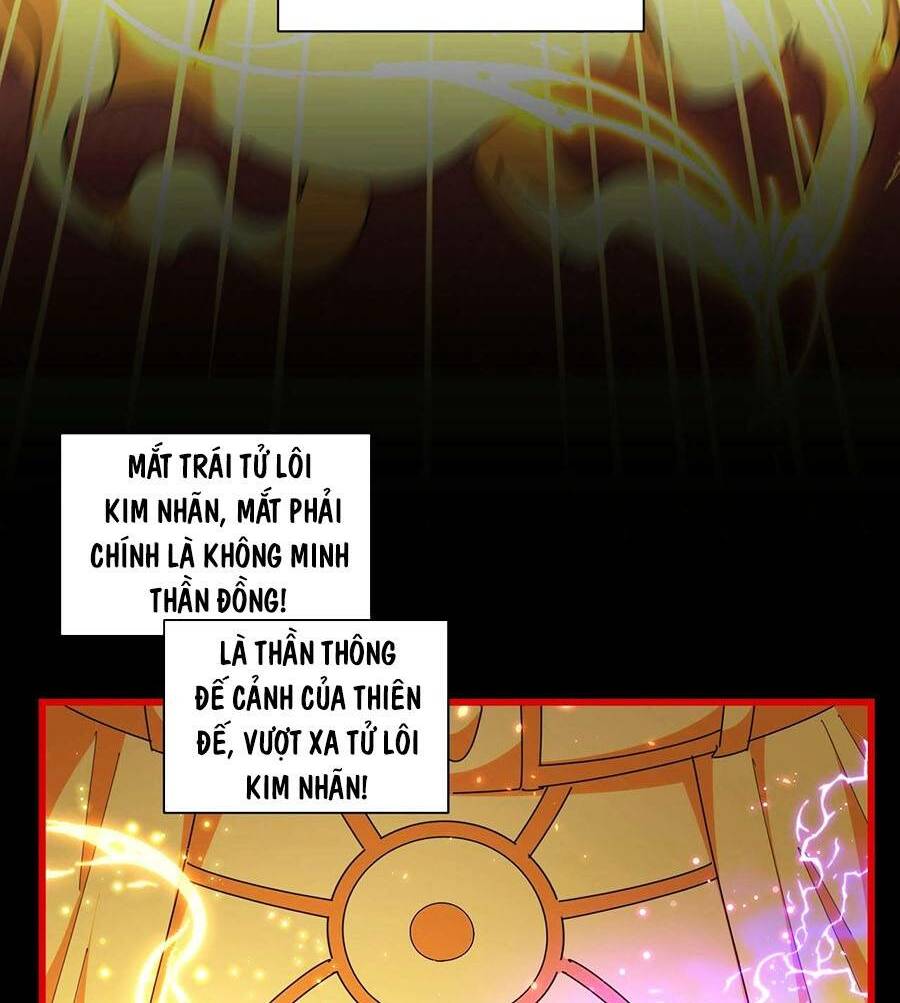 MẮT TRÁI TỬ LÔI
KIM NHÃN, MẮT PHẢI
CHÍNH LÀ KHÔNG MINH
THẦN ĐỒNG!
LÀ THẦN THÔNG
ĐẾ CẢNH CỦA THIÊN
ĐẾ, VƯỢT XA TỬ LÔI
KIM NHÃN!